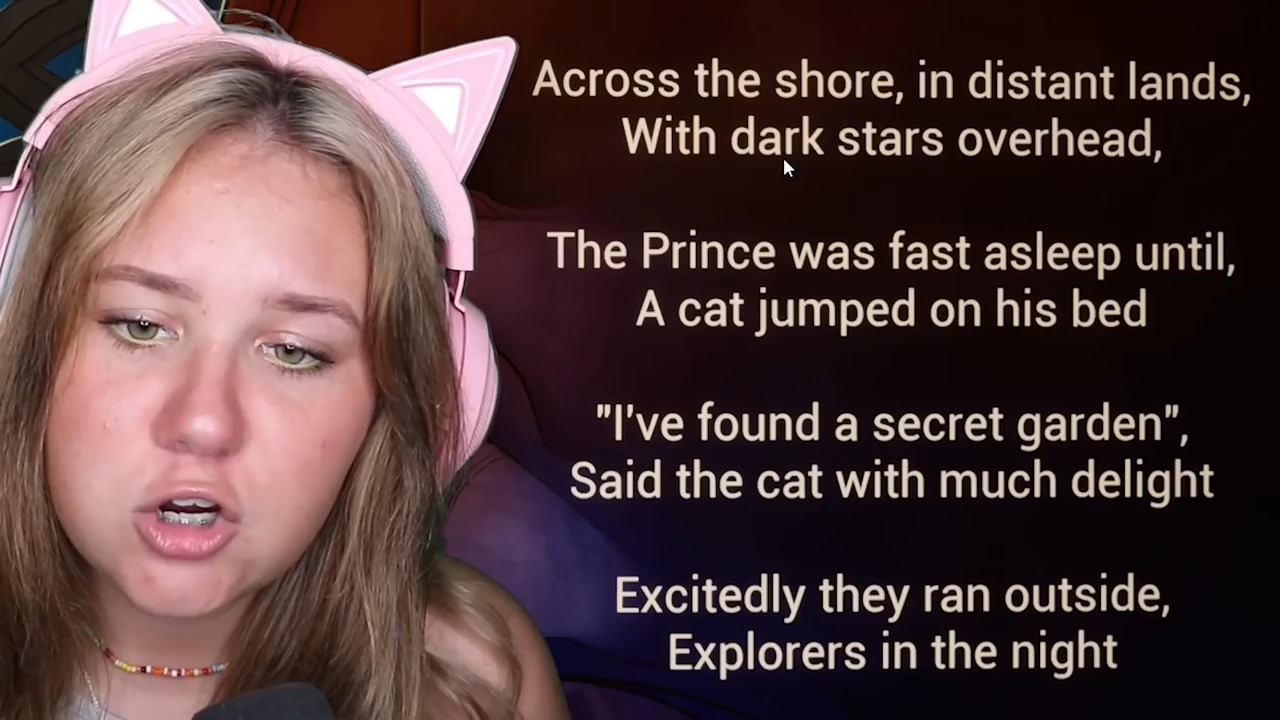 Across the shore, in distant lands,
With dark stars overhead,
The Prince was fast asleep until,
A cat jumped on his bed
"I've found a secret garden",
Said the cat with much delight
Excitedly they ran outside,
Explorers in the night